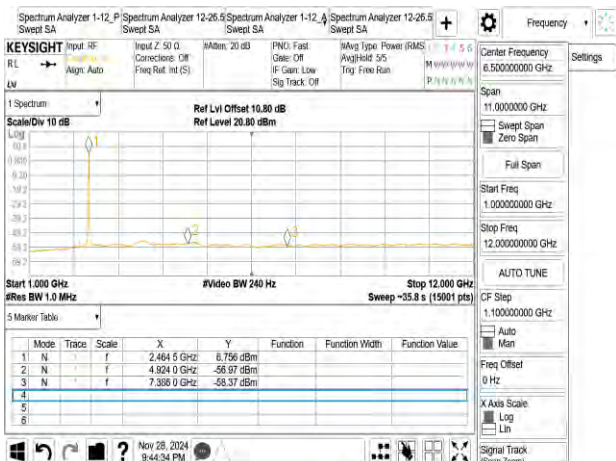 Spectrum Analyzer 1-12_P
Swept SA
Spectrum Analyzer 12-26.5
Swept SA
Spectrum Analyzer 1-12_A
Swept SA
Spectrum Analyzer 12-26.5
Swept SA
+
Frequency
Settings
KEYSIGHT
RL
Input: RF
Align: Auto
Input Z: 50 Ω
Corrections: Off
Freq Ref: Int (S)
#Atten: 20 dB
PNO: Fast
Gate: Off
IF Gain: Low
Sig Track: Off
#Avg Type: Power (RMS)
Avg|Hold: 5/5
Trig: Free Run
1 Spectrum
Scale/Div 10 dB
Log
Ref Lvl Offset 10.80 dB
Ref Level 20.80 dBm
1
2
3
Start 1.000 GHz
#Res BW 1.0 MHz
#Video BW 240 Hz
Stop 12.000 GHz
Sweep ~35.8 s (15001 pts)
5 Marker Table
Mode Trace Scale X Y Function Function Width Function Value
1 N f 2.464 5 GHz 6.756 dBm
2 N f 4.924 0 GHz -56.97 dBm
3 N f 7.386 0 GHz -58.37 dBm
4
5
6
Nov 28, 2024
9:44:34 PM
Center Frequency
6.500000000 GHz
Span
11.0000000 GHz
Swept Span
Zero Span
Full Span
Start Freq
1.000000000 GHz
Stop Freq
12.000000000 GHz
AUTO TUNE
CF Step
1.100000000 GHz
Auto
Man
Freq Offset
0 Hz
X Axis Scale
Log
Lin
Signal Track